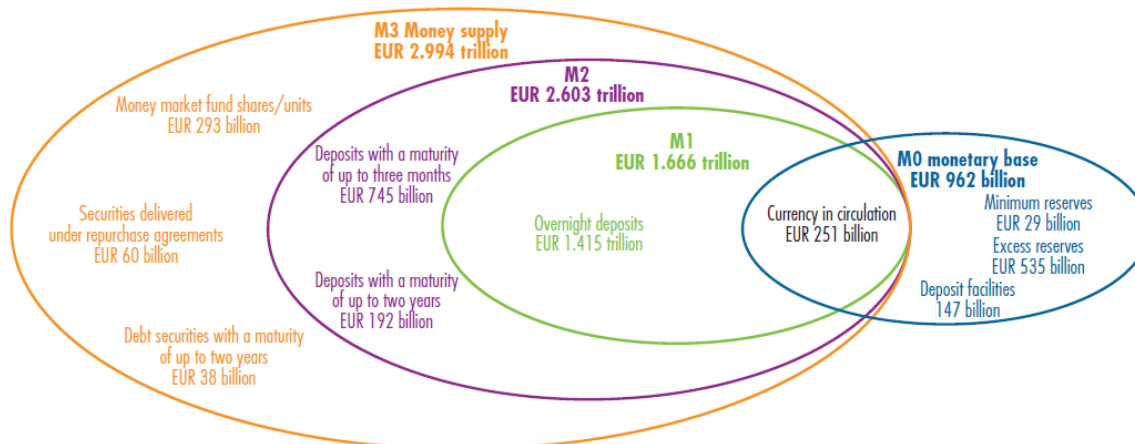 M3 Money supply
EUR 2.994 trillion
Money market fund shares/units
EUR 293 billion
Securities delivered
under repurchase agreements
EUR 60 billion
Debt securities with a maturity
of up to two years
EUR 38 billion
M2
EUR 2.603 trillion
Deposits with a maturity
of up to three months
EUR 745 billion
Deposits with a maturity
of up to two years
EUR 192 billion
M1
EUR 1.666 trillion
Overnight deposits
EUR 1.415 trillion
Currency in circulation
EUR 251 billion
M0 monetary base
EUR 962 billion
Minimum reserves
EUR 29 billion
Excess reserves
EUR 535 billion
Deposit facilities
147 billion